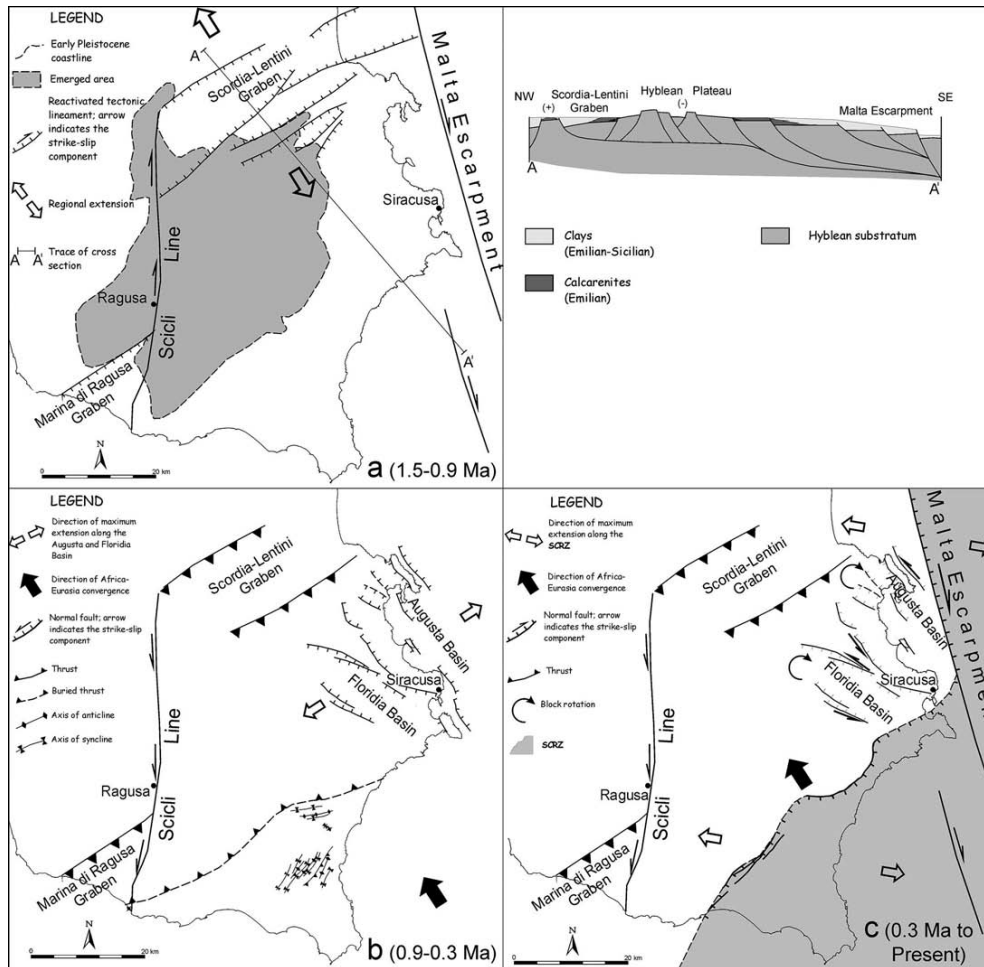 LEGEND
Early Pleistocene
coastline
Emerged area
Reactivated tectonic
lineament; arrow
indicates the
strike-slip
component
Regional extension
A A'
Trace of cross
section
A
Scordia-Lentini
Graben
Malta Escarpment
Siracusa
Ragusa
Scicli Line
A'
Marina di Ragusa
Graben
N
0 20 km
a (1.5-0.9 Ma)
NW
(+)
Scordia-Lentini
Graben
Hyblean Plateau
(-)
Malta Escarpment
SE
A
A'
Clays
(Emilian-Sicilian)
Calcarenites
(Emilian)
Hyblean substratum
LEGEND
Direction of maximum
extension along the
Augusta and Floridia
Basin
Direction of Africa-
Eurasia convergence
Normal fault; arrow
indicates the strike-slip
component
Thrust
Buried thrust
Axis of anticline
Axis of syncline
Scordia-Lentini
Graben
Augusta Basin
Siracusa
Floridia Basin
Ragusa
Scicli Line
Marina di Ragusa
Graben
N
0 20 km
b (0.9-0.3 Ma)
LEGEND
Direction of maximum
extension along the
SCRZ
Direction of Africa-
Eurasia convergence
Normal fault; arrow
indicates the strike-slip
component
Thrust
Block rotation
SCRZ
Scordia-Lentini
Graben
Malta Escarpment
Augusta Basin
Siracusa
Floridia Basin
Ragusa
Scicli Line
Marina di Ragusa
Graben
N
0 20 km
c (0.3 Ma to
Present)